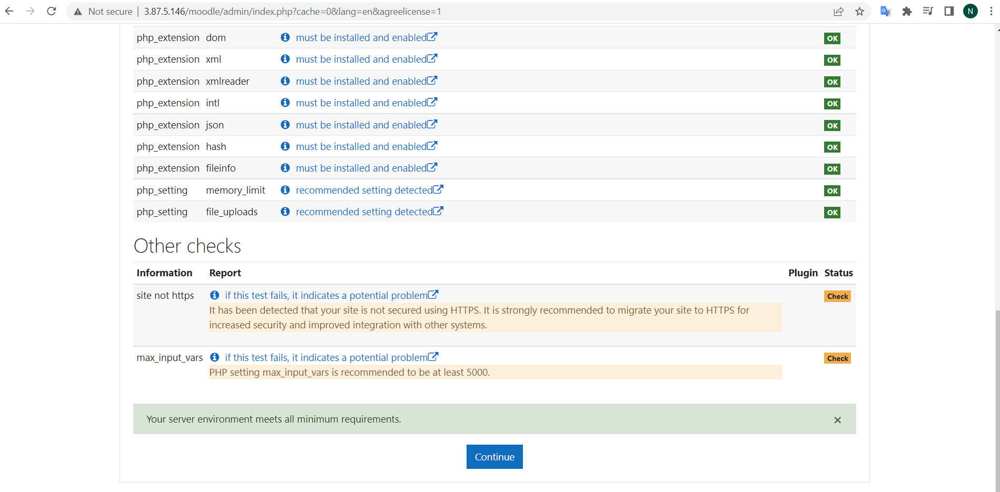 Not secure | 3.87.5.146/moodle/admin/index.php?cache=0&lang=en&agreelicense=1 N
php_extension dom must be installed and enabled OK
php_extension xml must be installed and enabled OK
php_extension xmlreader must be installed and enabled OK
php_extension intl must be installed and enabled OK
php_extension json must be installed and enabled OK
php_extension hash must be installed and enabled OK
php_extension fileinfo must be installed and enabled OK
php_setting memory_limit recommended setting detected OK
php_setting file_uploads recommended setting detected OK
Other checks
Information Report Plugin Status
site not https if this test fails, it indicates a potential problem Check
It has been detected that your site is not secured using HTTPS. It is strongly recommended to migrate your site to HTTPS for
increased security and improved integration with other systems.
max_input_vars if this test fails, it indicates a potential problem Check
PHP setting max_input_vars is recommended to be at least 5000.
Your server environment meets all minimum requirements. ×
Continue